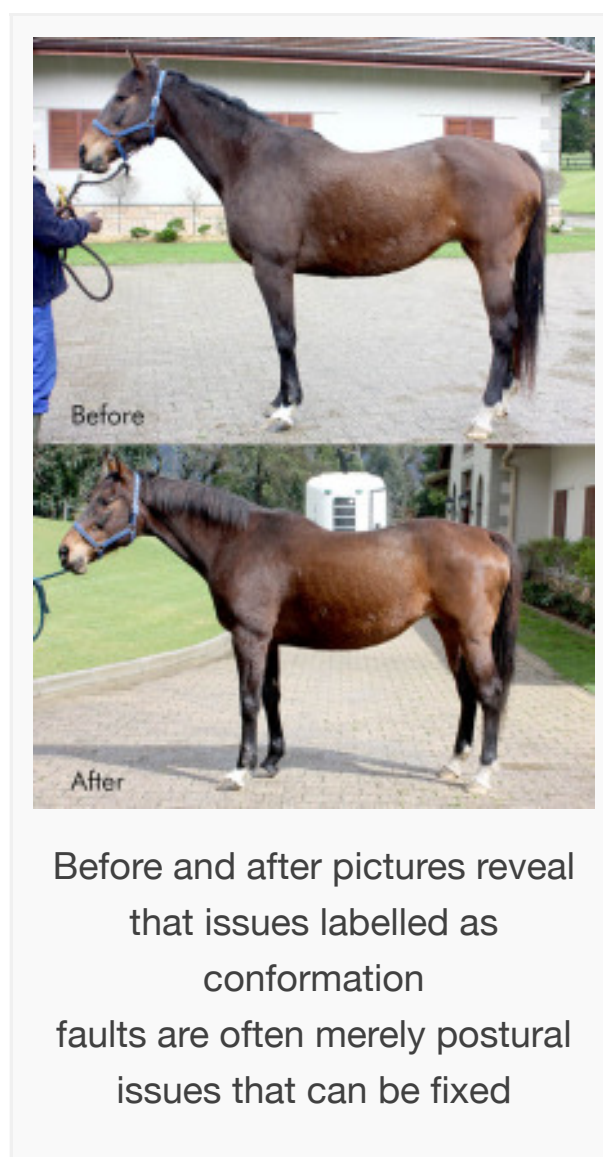 Before
After
Before and after pictures reveal
that issues labelled as
conformation
faults are often merely postural
issues that can be fixed